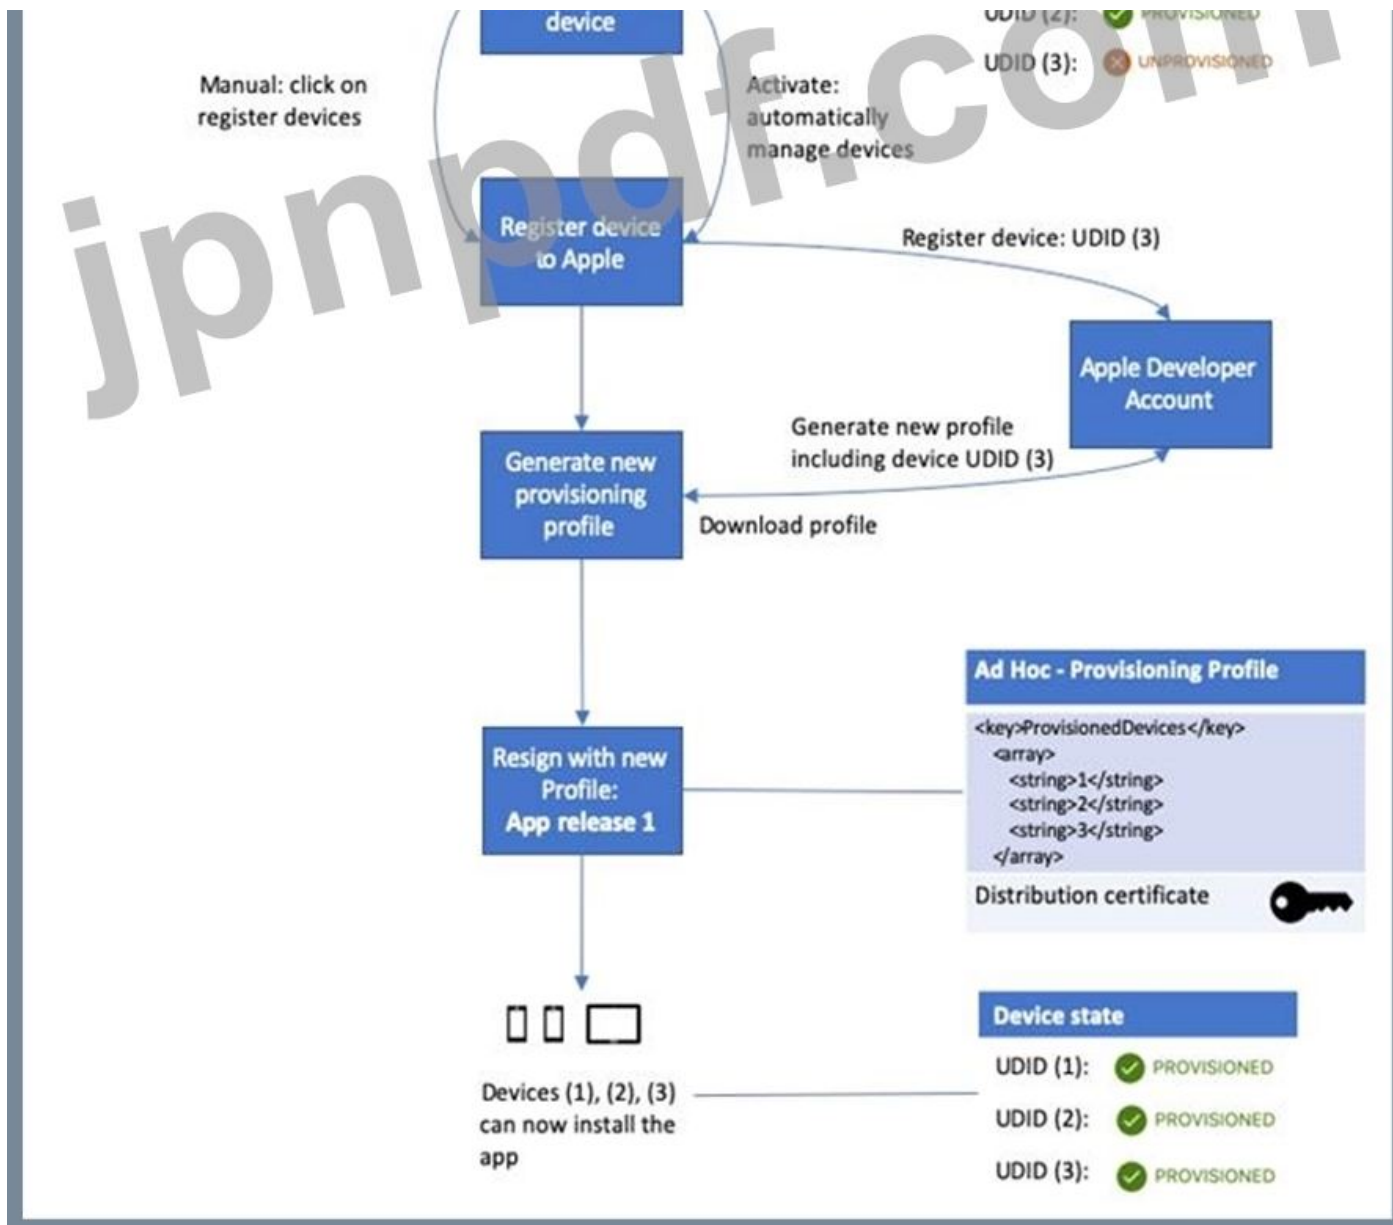 device
UDID (2): PROVISIONED
UDID (3): UNPROVISIONED
Manual: click on
register devices
Activate:
automatically
manage devices
jpnpdf.com
Register device
to Apple
Register device: UDID (3)
Apple Developer
Account
Generate new profile
including device UDID (3)
Generate new
provisioning
profile
Download profile
Ad Hoc - Provisioning Profile
<key>ProvisionedDevices</key>
<array>
<string>1</string>
<string>2</string>
<string>3</string>
</array>
Distribution certificate
Resign with new
Profile:
App release 1
Device state
UDID (1): PROVISIONED
UDID (2): PROVISIONED
UDID (3): PROVISIONED
Devices (1), (2), (3)
can now install the
app